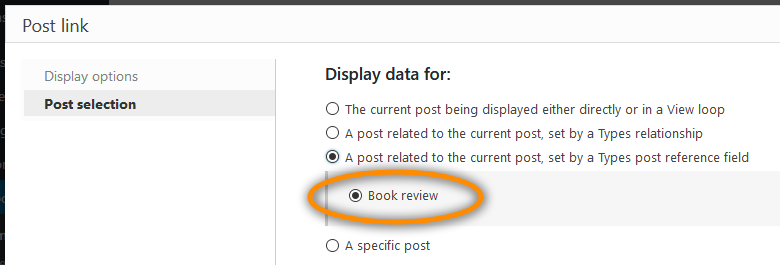 Post link
Display options
Post selection
Display data for:
The current post being displayed either directly or in a View loop
A post related to the current post, set by a Types relationship
A post related to the current post, set by a Types post reference field
Book review
A specific post